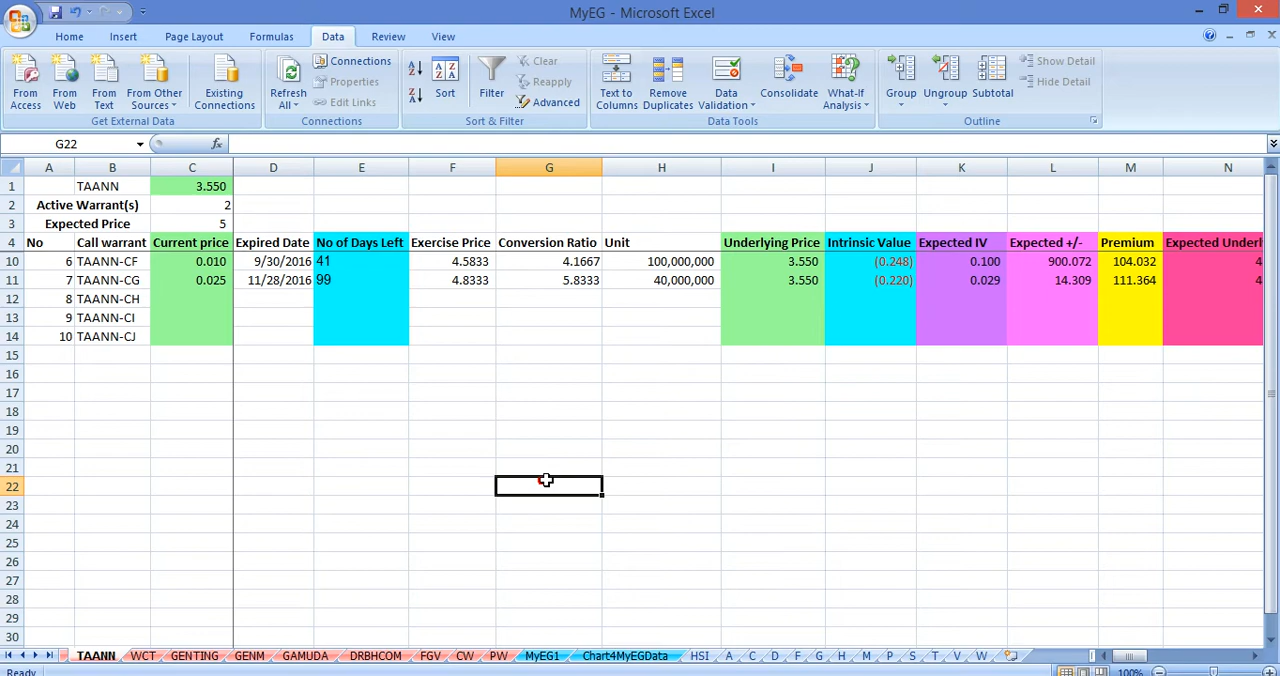 MyEG - Microsoft Excel
Home Insert Page Layout Formulas Data Review View
From Access
From Web
From Text
From Other Sources
Existing Connections
Get External Data
Refresh All
Connections
Properties
Edit Links
Connections
Sort
Filter
Clear
Reapply
Advanced
Sort & Filter
Text to Columns
Remove Duplicates
Data Validation
Consolidate
What-If Analysis
Data Tools
Group
Ungroup
Subtotal
Show Detail
Hide Detail
Outline
G22 fx
A B C D E F G H I J K L M N
1 TAANN 3.550
2 Active Warrant(s) 2
3 Expected Price 5
4 No Call warrant Current price Expired Date No of Days Left Exercise Price Conversion Ratio Unit Underlying Price Intrinsic Value Expected IV Expected +/- Premium Expected Underl
10 6 TAANN-CF 0.010 9/30/2016 41 4.5833 4.1667 100,000,000 3.550 (0.248) 0.100 900.072 104.032 4
11 7 TAANN-CG 0.025 11/28/2016 99 4.8333 5.8333 40,000,000 3.550 (0.220) 0.029 14.309 111.364 4
12 8 TAANN-CH
13 9 TAANN-CI
14 10 TAANN-CJ
15
16
17
18
19
20
21
22
23
24
25
26
27
28
29
30
TAANN WCT GENTING GENM GAMUDA DRBHCOM FGV CW PW MyEG1 Chart4MyEGData HSI A C D F G H M P S T V W
Ready 100%